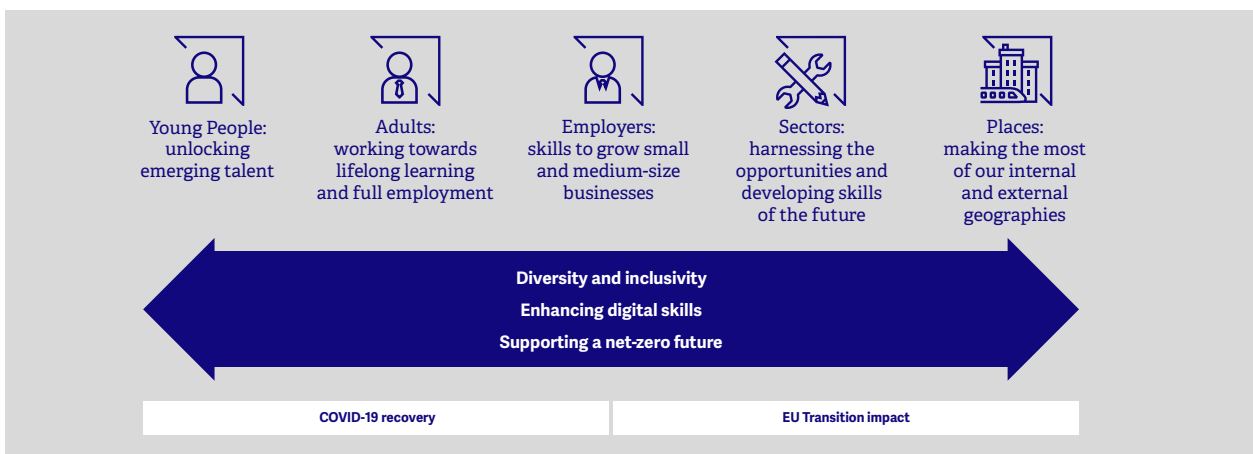 Young People:
unlocking
emerging talent
Adults:
working towards
lifelong learning
and full employment
Employers:
skills to grow small
and medium-size
businesses
Sectors:
harnessing the
opportunities and
developing skills
of the future
Places:
making the most
of our internal
and external
geographies
Diversity and inclusivity
Enhancing digital skills
Supporting a net-zero future
COVID-19 recovery
EU Transition impact